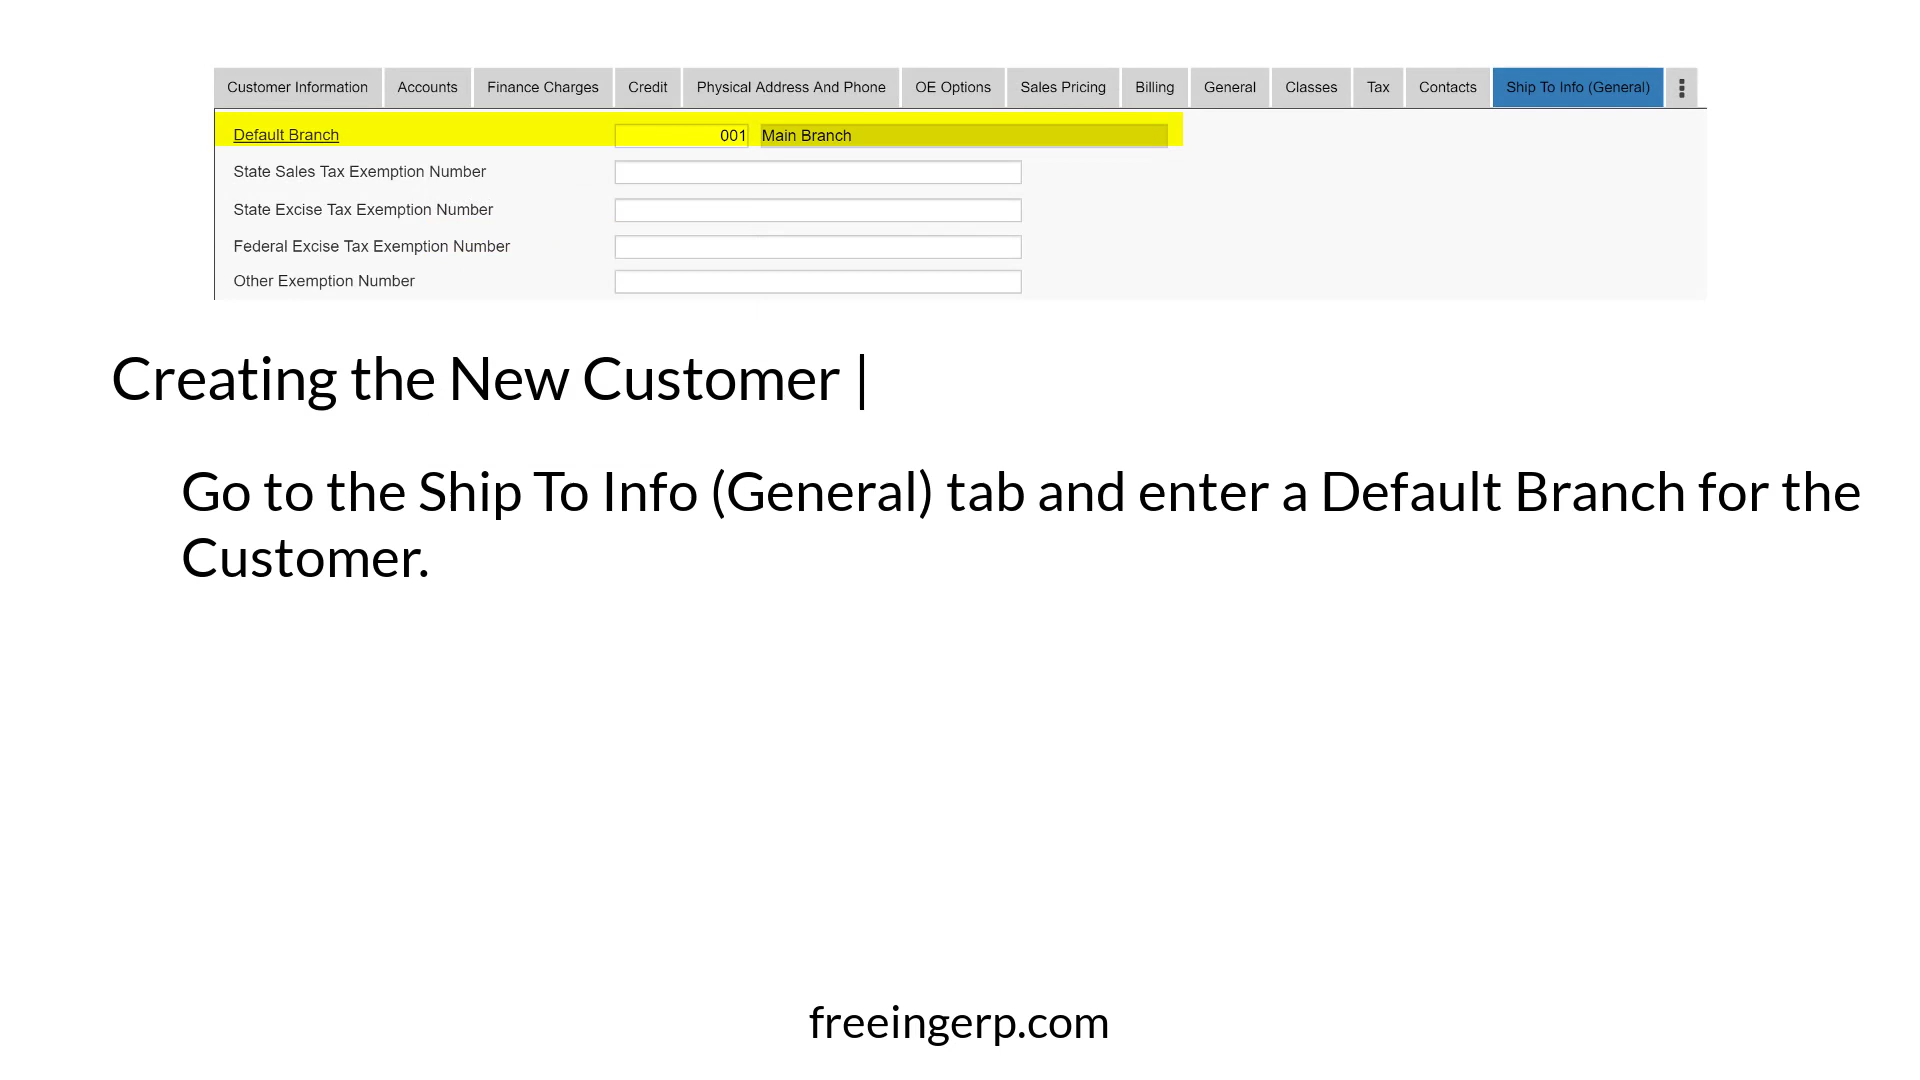 Customer Information Accounts Finance Charges Credit Physical Address And Phone OE Options Sales Pricing Billing General Classes Tax Contacts Ship To Info (General)
Default Branch 001 Main Branch
State Sales Tax Exemption Number
State Excise Tax Exemption Number
Federal Excise Tax Exemption Number
Other Exemption Number
Creating the New Customer |
Go to the Ship To Info (General) tab and enter a Default Branch for the
Customer.
freeingerp.com